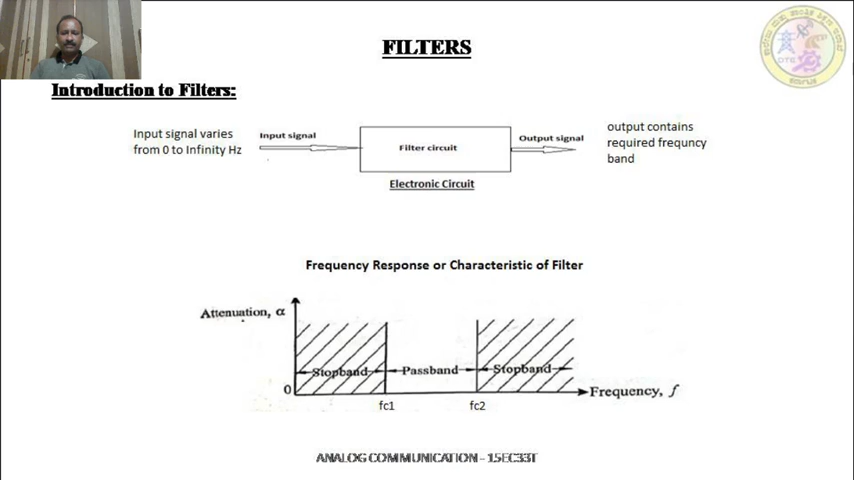 FILTERS
Introduction to Filters:
Input signal varies
from 0 to Infinity Hz
Input signal
Filter circuit
Output signal
output contains
required frequncy
band
Electronic Circuit
Frequency Response or Characteristic of Filter
Attenuation, α
Stopband
Passband
Stopband
0
Frequency, f
fc1
fc2
ANALOG COMMUNICATION - 15EC33T
DTE